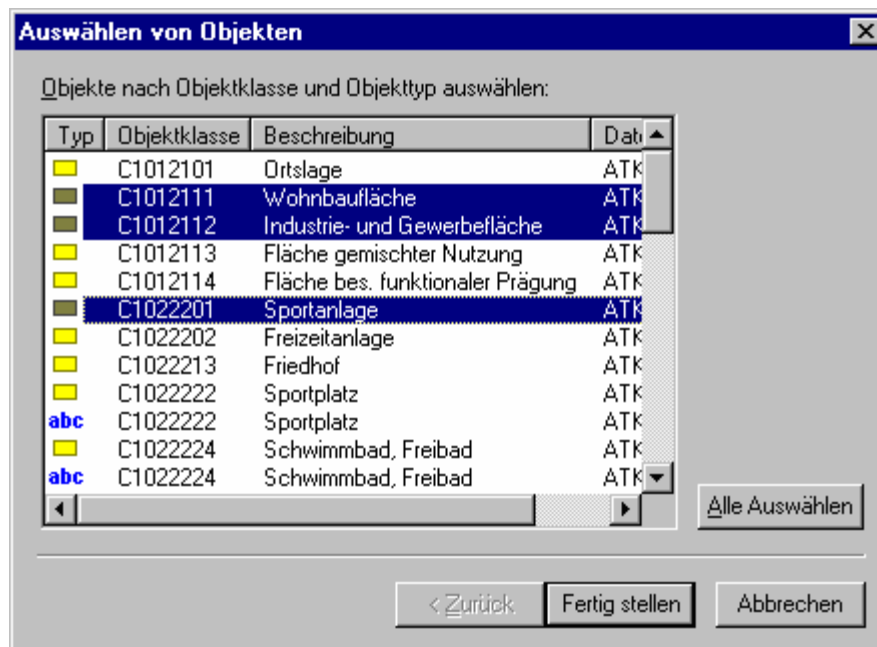 Auswählen von Objekten
Objekte nach Objektklasse und Objekttyp auswählen:
Typ Objektklasse Beschreibung Date
C1012101 Ortslage ATK
C1012111 Wohnbaufläche ATK
C1012112 Industrie- und Gewerbefläche ATK
C1012113 Fläche gemischter Nutzung ATK
C1012114 Fläche bes. funktionaler Prägung ATK
C1022201 Sportanlage ATK
C1022202 Freizeitanlage ATK
C1022213 Friedhof ATK
C1022222 Sportplatz ATK
abc C1022222 Sportplatz ATK
C1022224 Schwimmbad, Freibad ATK
abc C1022224 Schwimmbad, Freibad ATK
Alle Auswählen
< Zurück Fertig stellen Abbrechen